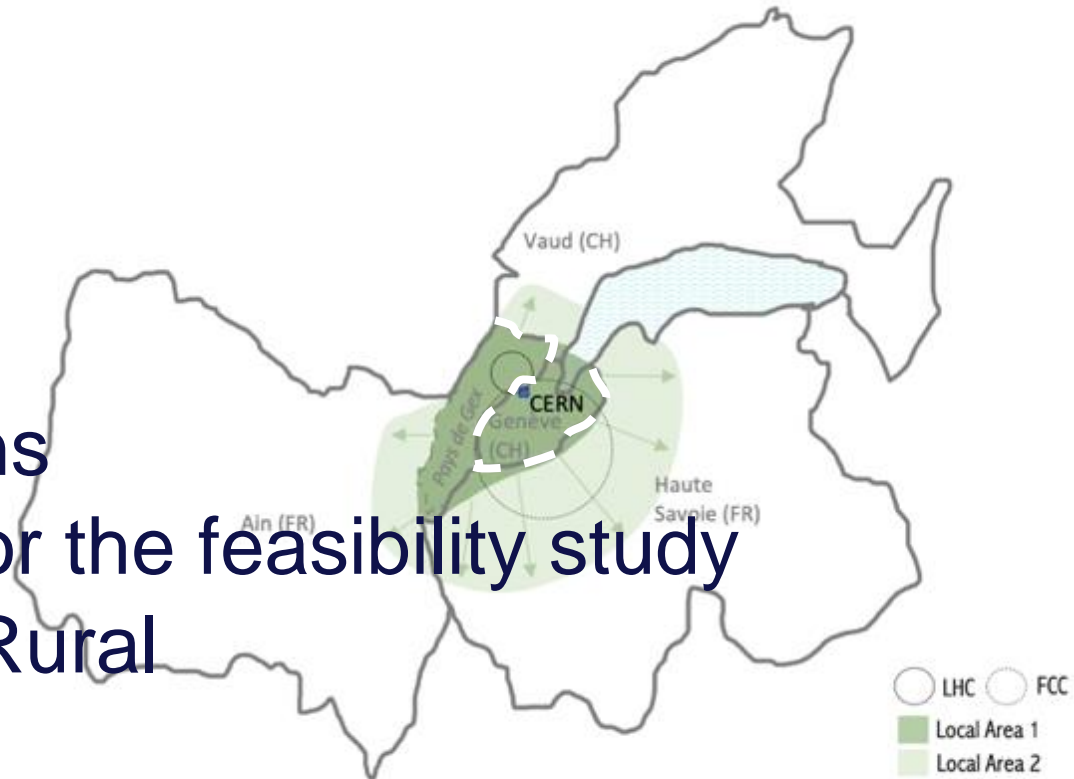 Vaud (CH)
CERN
Pays de Gex
Genève
(CH)
Haute
Savoie (FR)
Ain (FR)
ns
or the feasibility study
Rural
LHC
FCC
Local Area 1
Local Area 2